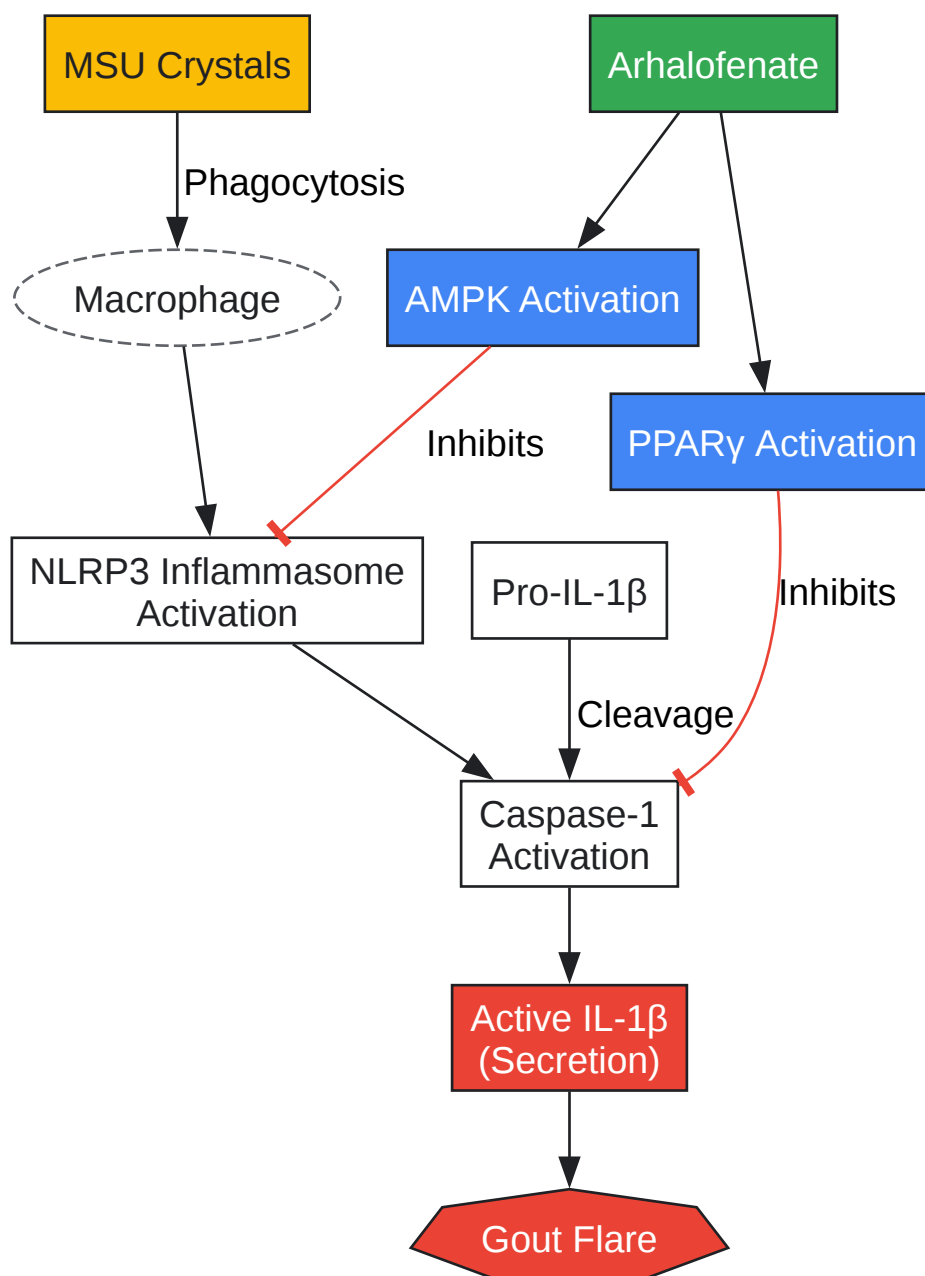 MSU Crystals
Arhalofenate
Phagocytosis
Macrophage
AMPK Activation
Inhibits
PPARγ Activation
NLRP3 Inflammasome
Activation
Pro-IL-1β
Inhibits
Cleavage
Caspase-1
Activation
Active IL-1β
(Secretion)
Gout Flare